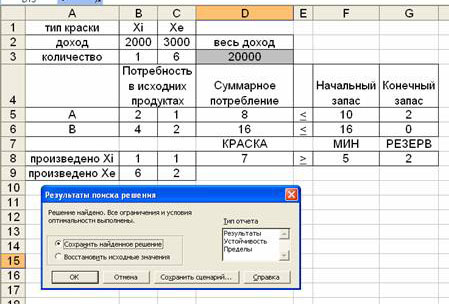 A B C D E F G
1 тип краски Xi Xe
2 доход 2000 3000 весь доход
3 количество 1 6 20000
4 Потребность в исходных продуктах Суммарное потребление Начальный запас Конечный запас
5 A 2 1 8 ≤ 10 2
6 B 4 2 16 ≤ 16 0
7 КРАСКА МИН РЕЗЕРВ
8 произведено Xi 1 1 7 ≥ 5 2
9 произведено Xe 6 2
10
11 Результаты поиска решения
12 Решение найдено. Все ограничения и условия
оптимальности выполнены.
Тип отчета
13 Результаты
14 Сохранить найденное решение Устойчивость
Пределы
15 Восстановить исходные значения
16 ОК Отмена Сохранить сценарий... Справка
17
18